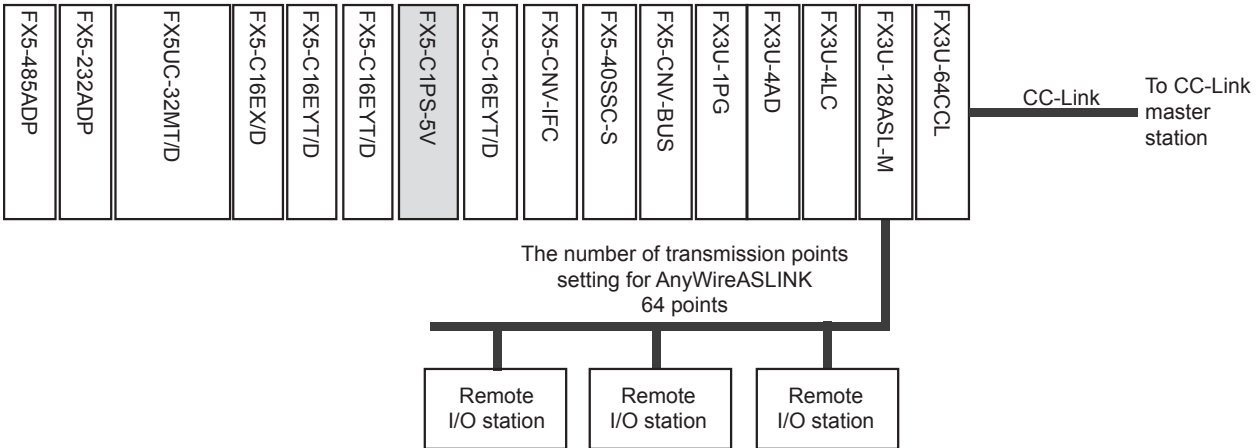 FX5-485ADP
FX5-232ADP
FX5UC-32MT/D
FX5-C16EX/D
FX5-C16EYT/D
FX5-C16EYT/D
FX5-C1PS-5V
FX5-C16EYT/D
FX5-CNV-IFC
FX5-40SSC-S
FX5-CNV-BUS
FX3U-1PG
FX3U-4AD
FX3U-4LC
FX3U-128ASL-M
FX3U-64CCL
CC-Link
To CC-Link
master
station
The number of transmission points
setting for AnyWireASLINK
64 points
Remote
I/O station
Remote
I/O station
Remote
I/O station